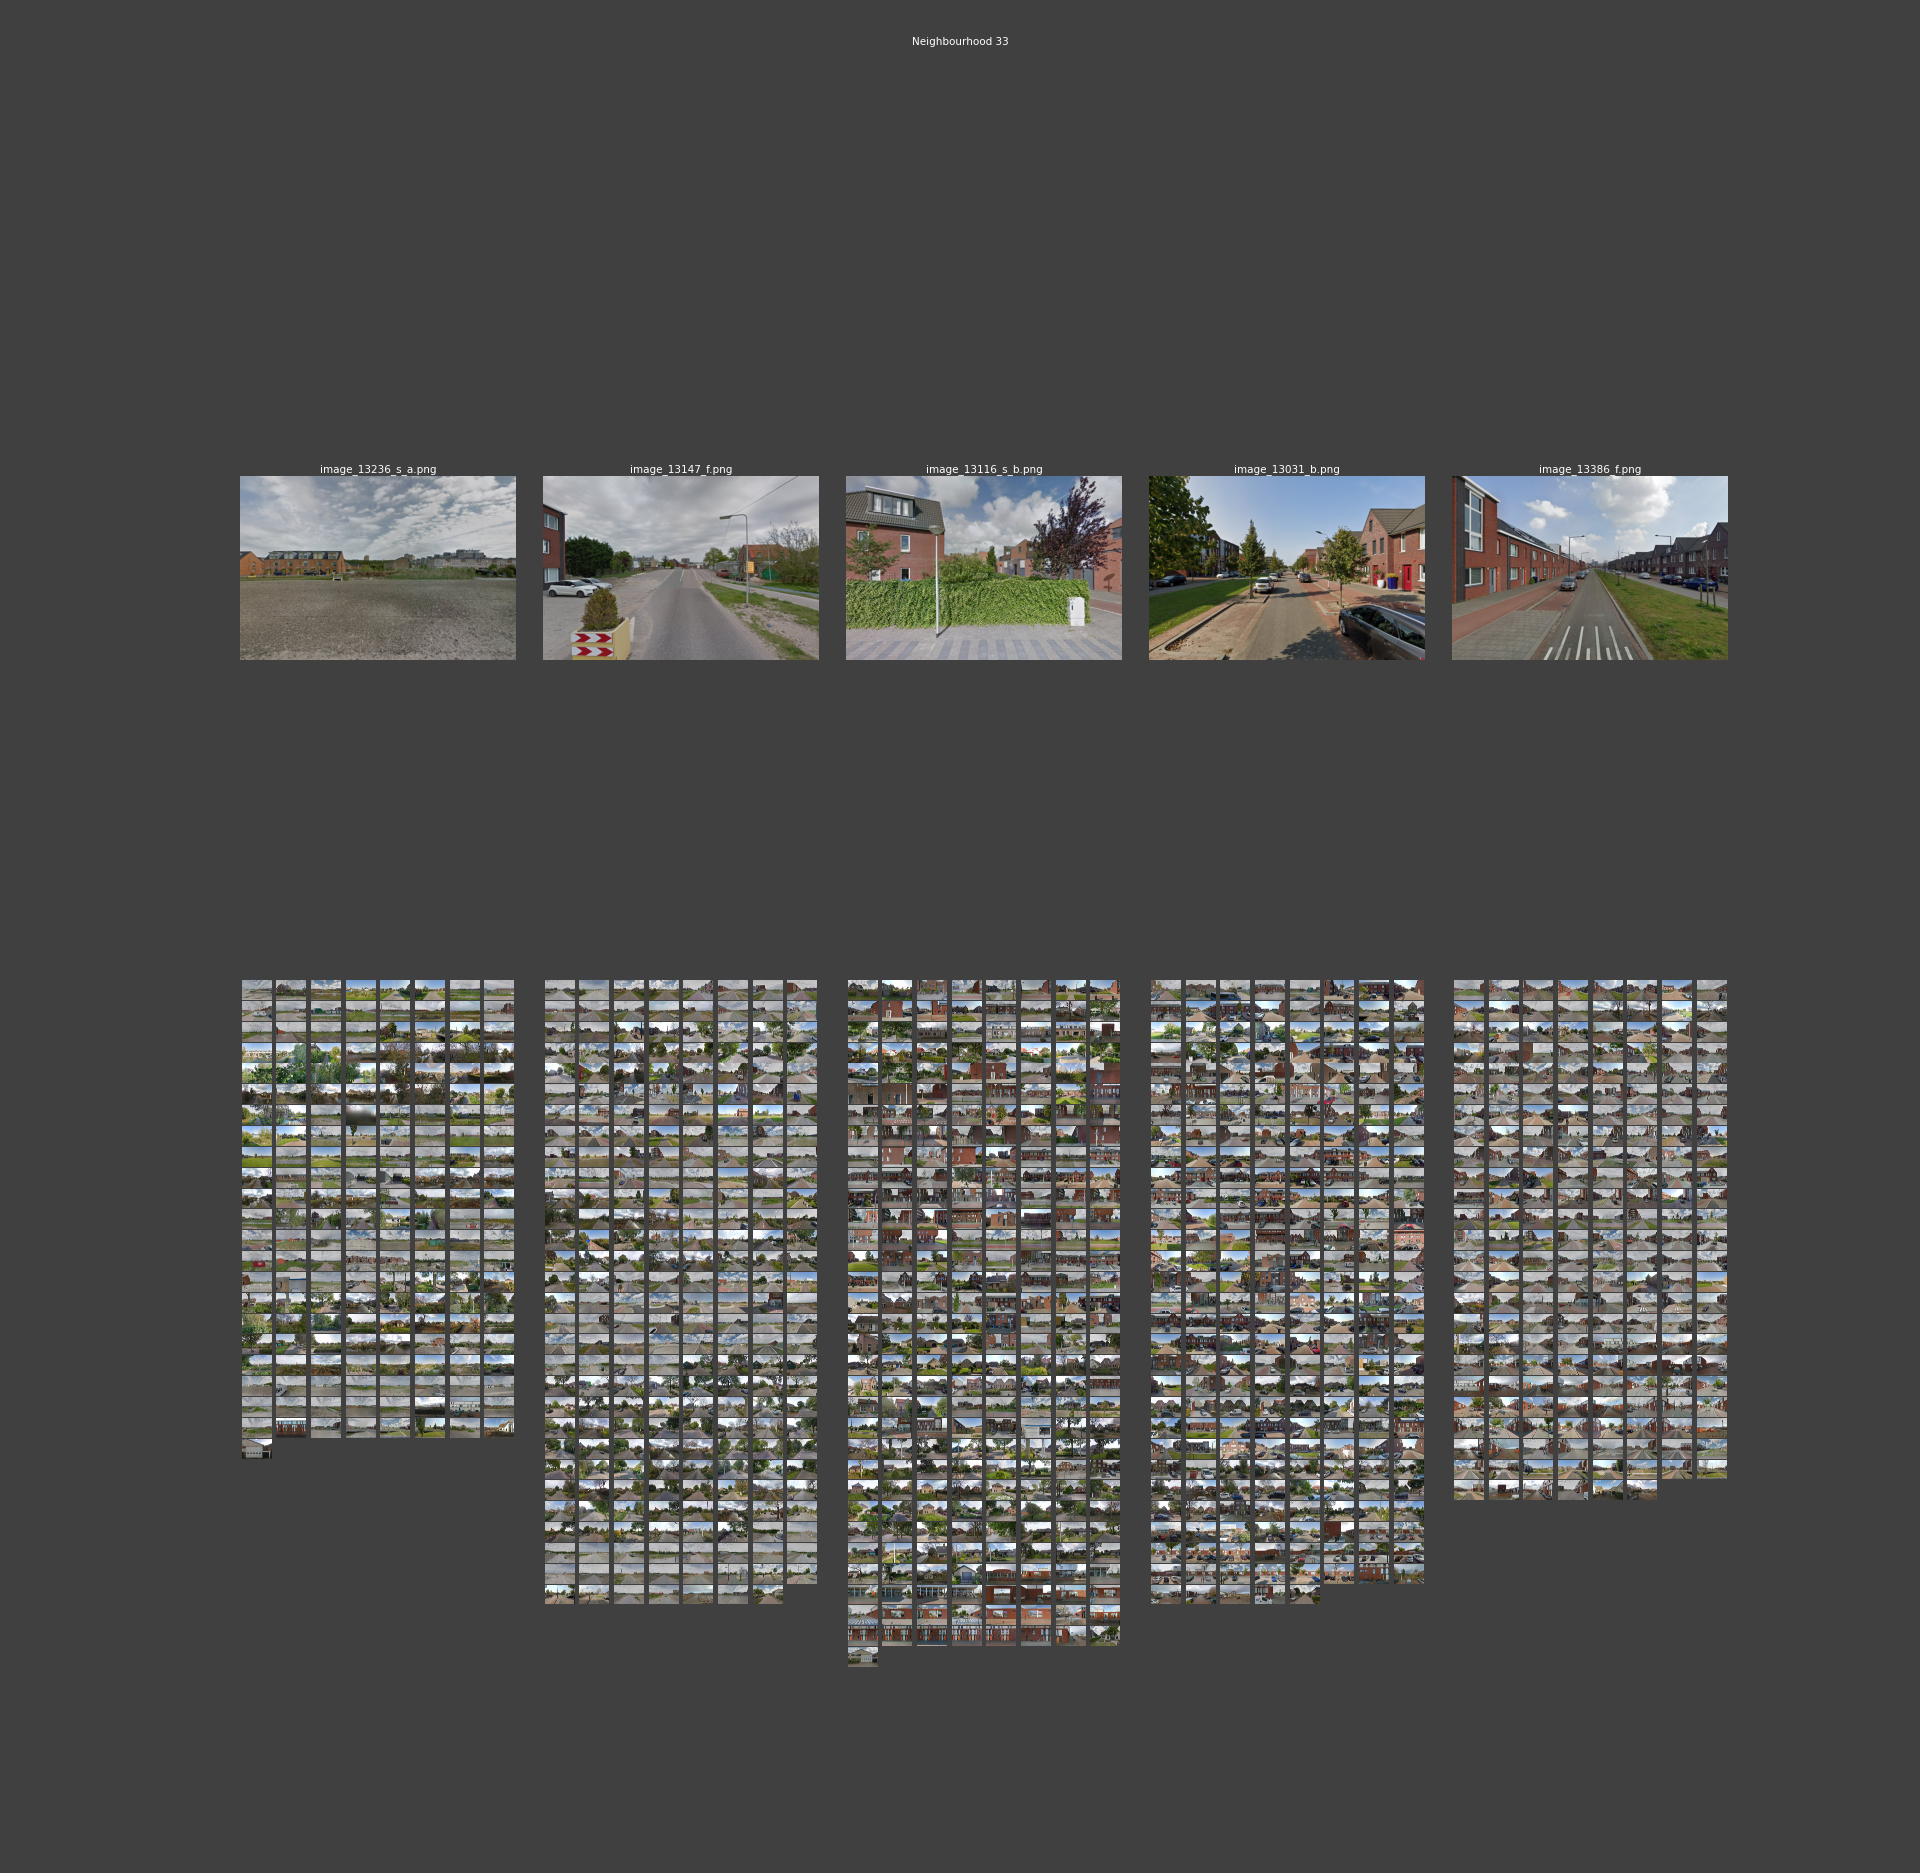 Neighbourhood 33
image_13236_s_a.png
image_13147_f.png
image_13116_s_b.png
image_13031_b.png
image_13386_f.png